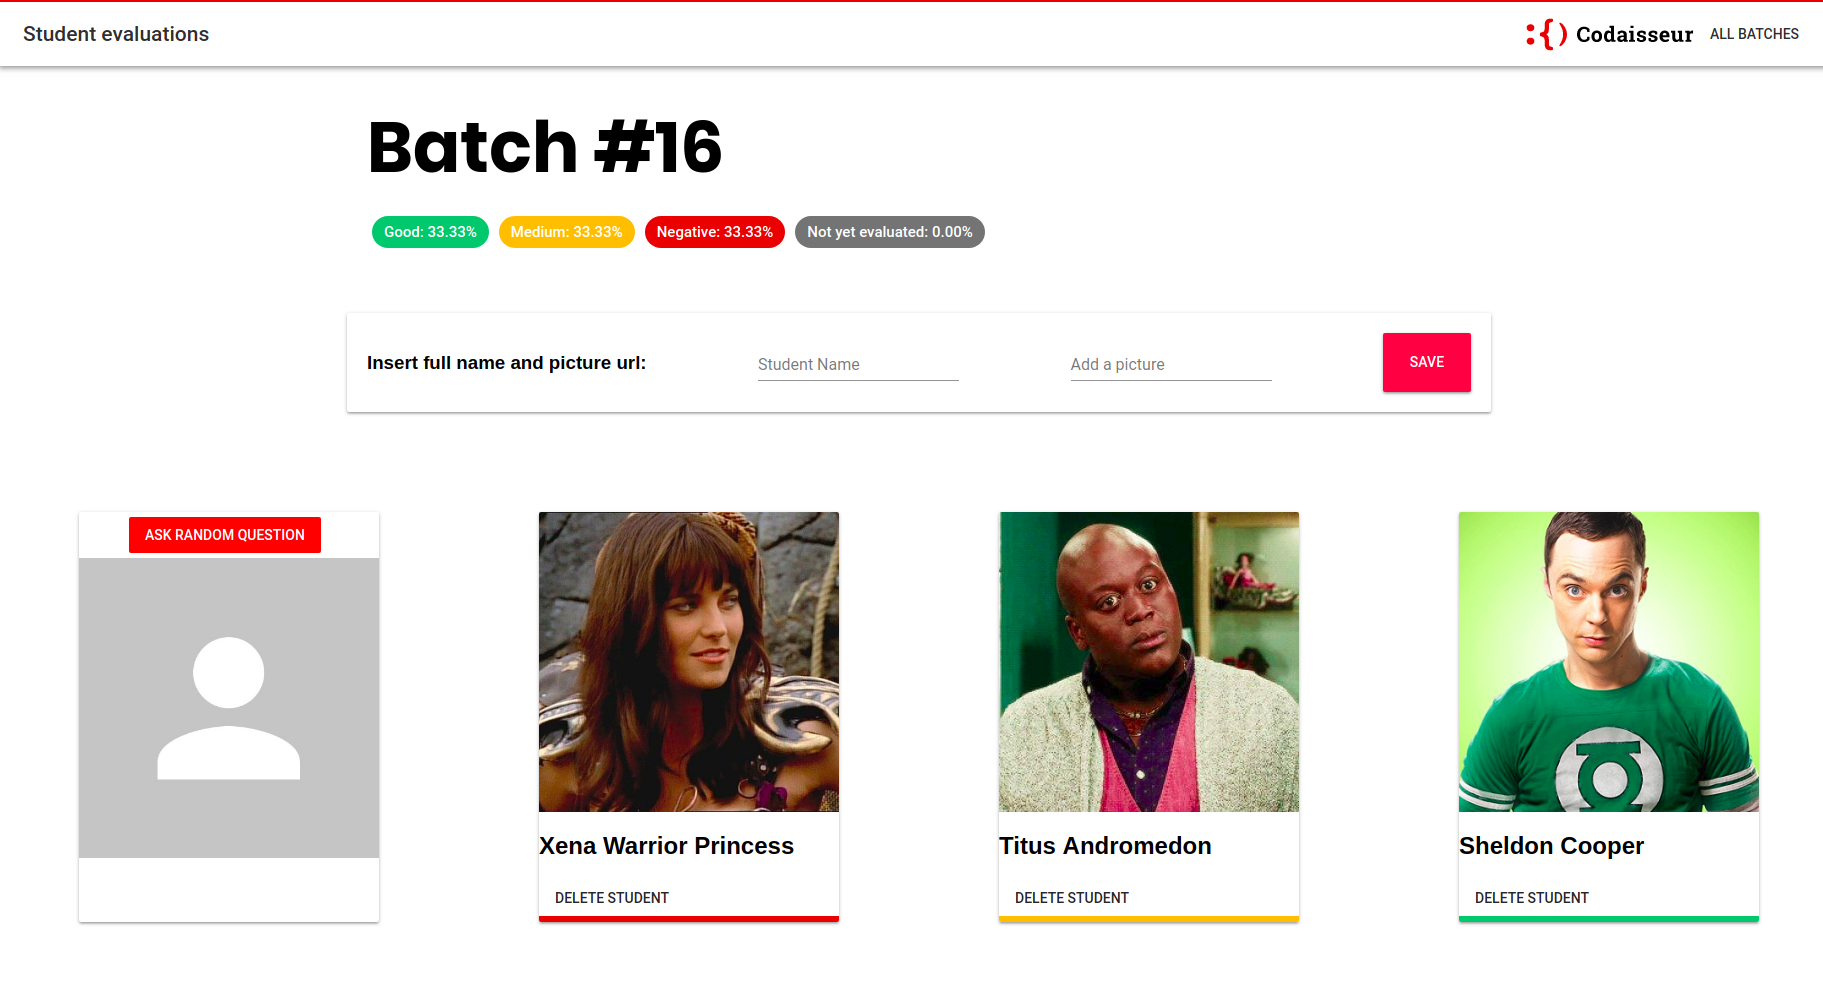 Student evaluations
:{) Codaisseur
ALL BATCHES
Batch #16
Good: 33.33%
Medium: 33.33%
Negative: 33.33%
Not yet evaluated: 0.00%
Insert full name and picture url:
Student Name
Add a picture
SAVE
ASK RANDOM QUESTION
Xena Warrior Princess
DELETE STUDENT
Titus Andromedon
DELETE STUDENT
Sheldon Cooper
DELETE STUDENT